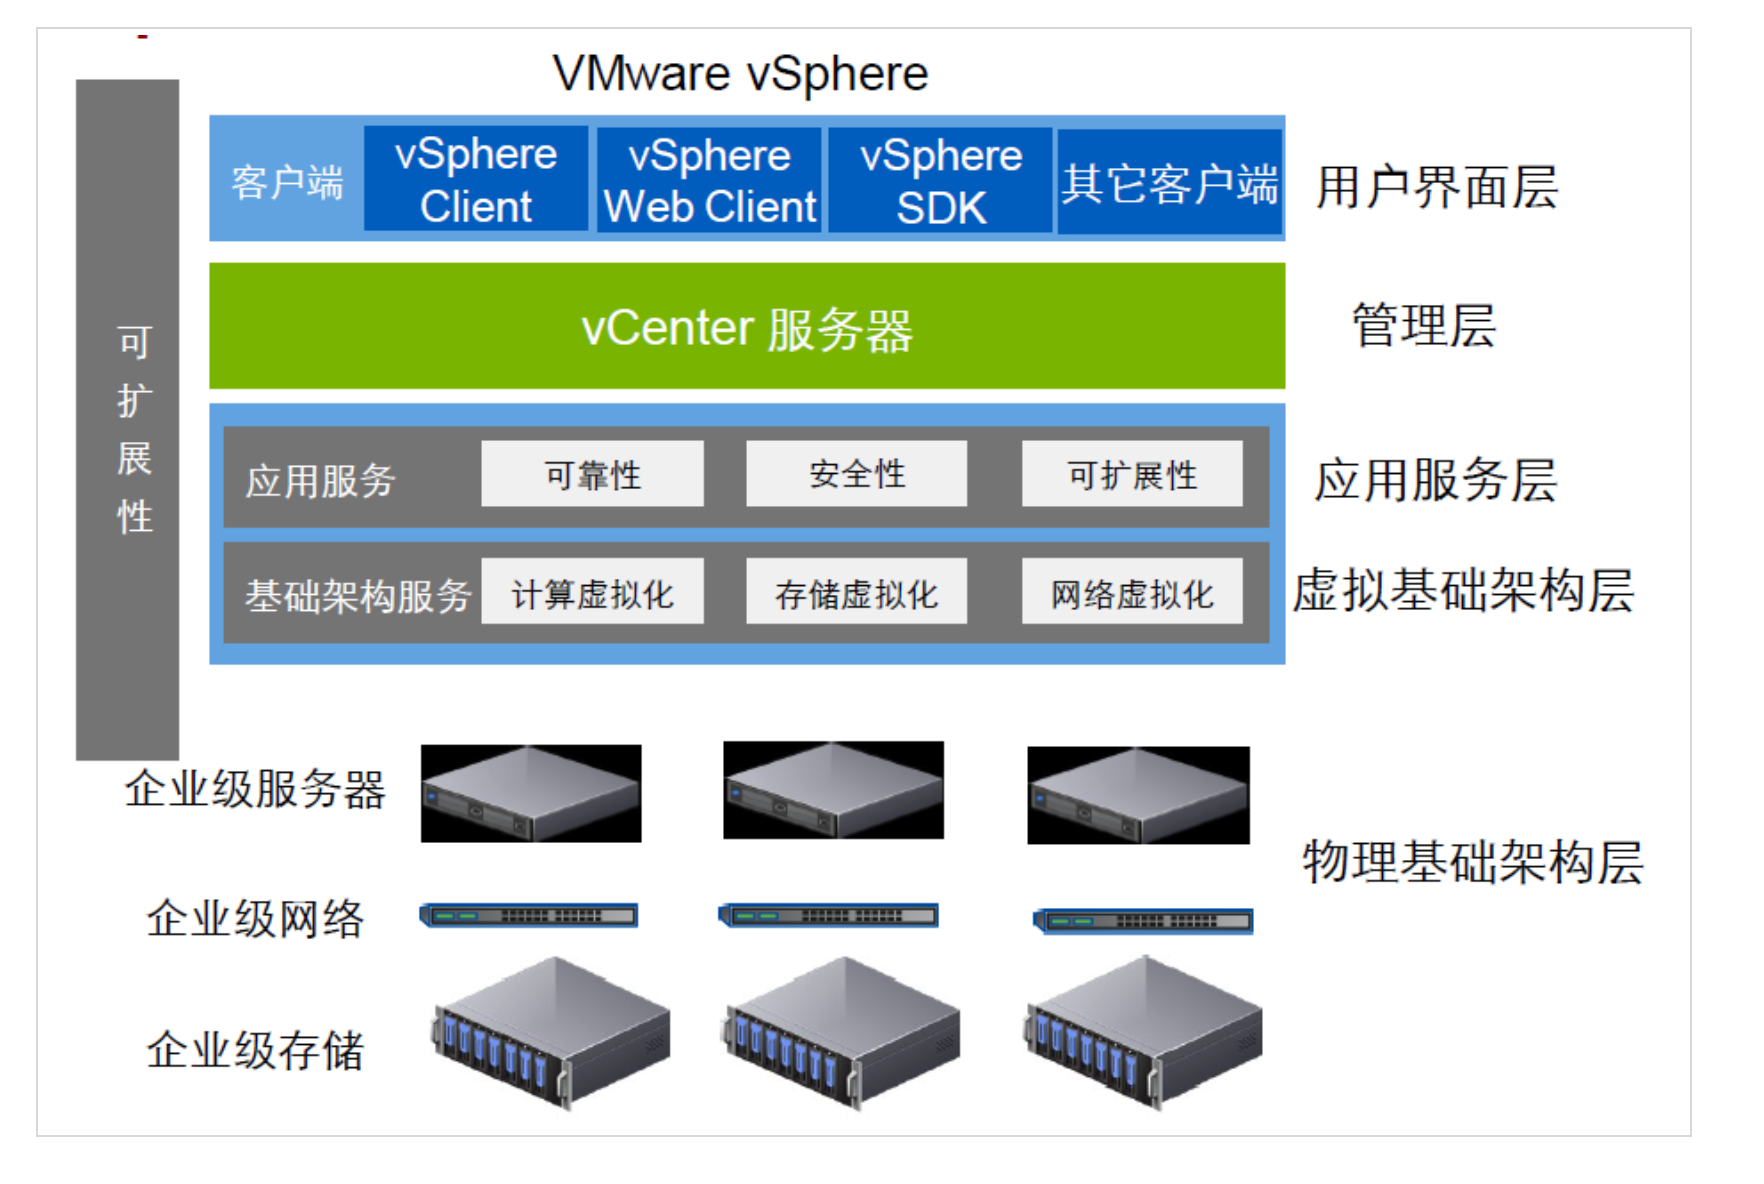 VMware vSphere
可扩展性
客户端
vSphere Client
vSphere Web Client
vSphere SDK
其它客户端
用户界面层
vCenter 服务器
管理层
应用服务
可靠性
安全性
可扩展性
应用服务层
基础架构服务
计算虚拟化
存储虚拟化
网络虚拟化
虚拟基础架构层
企业级服务器
物理基础架构层
企业级网络
企业级存储